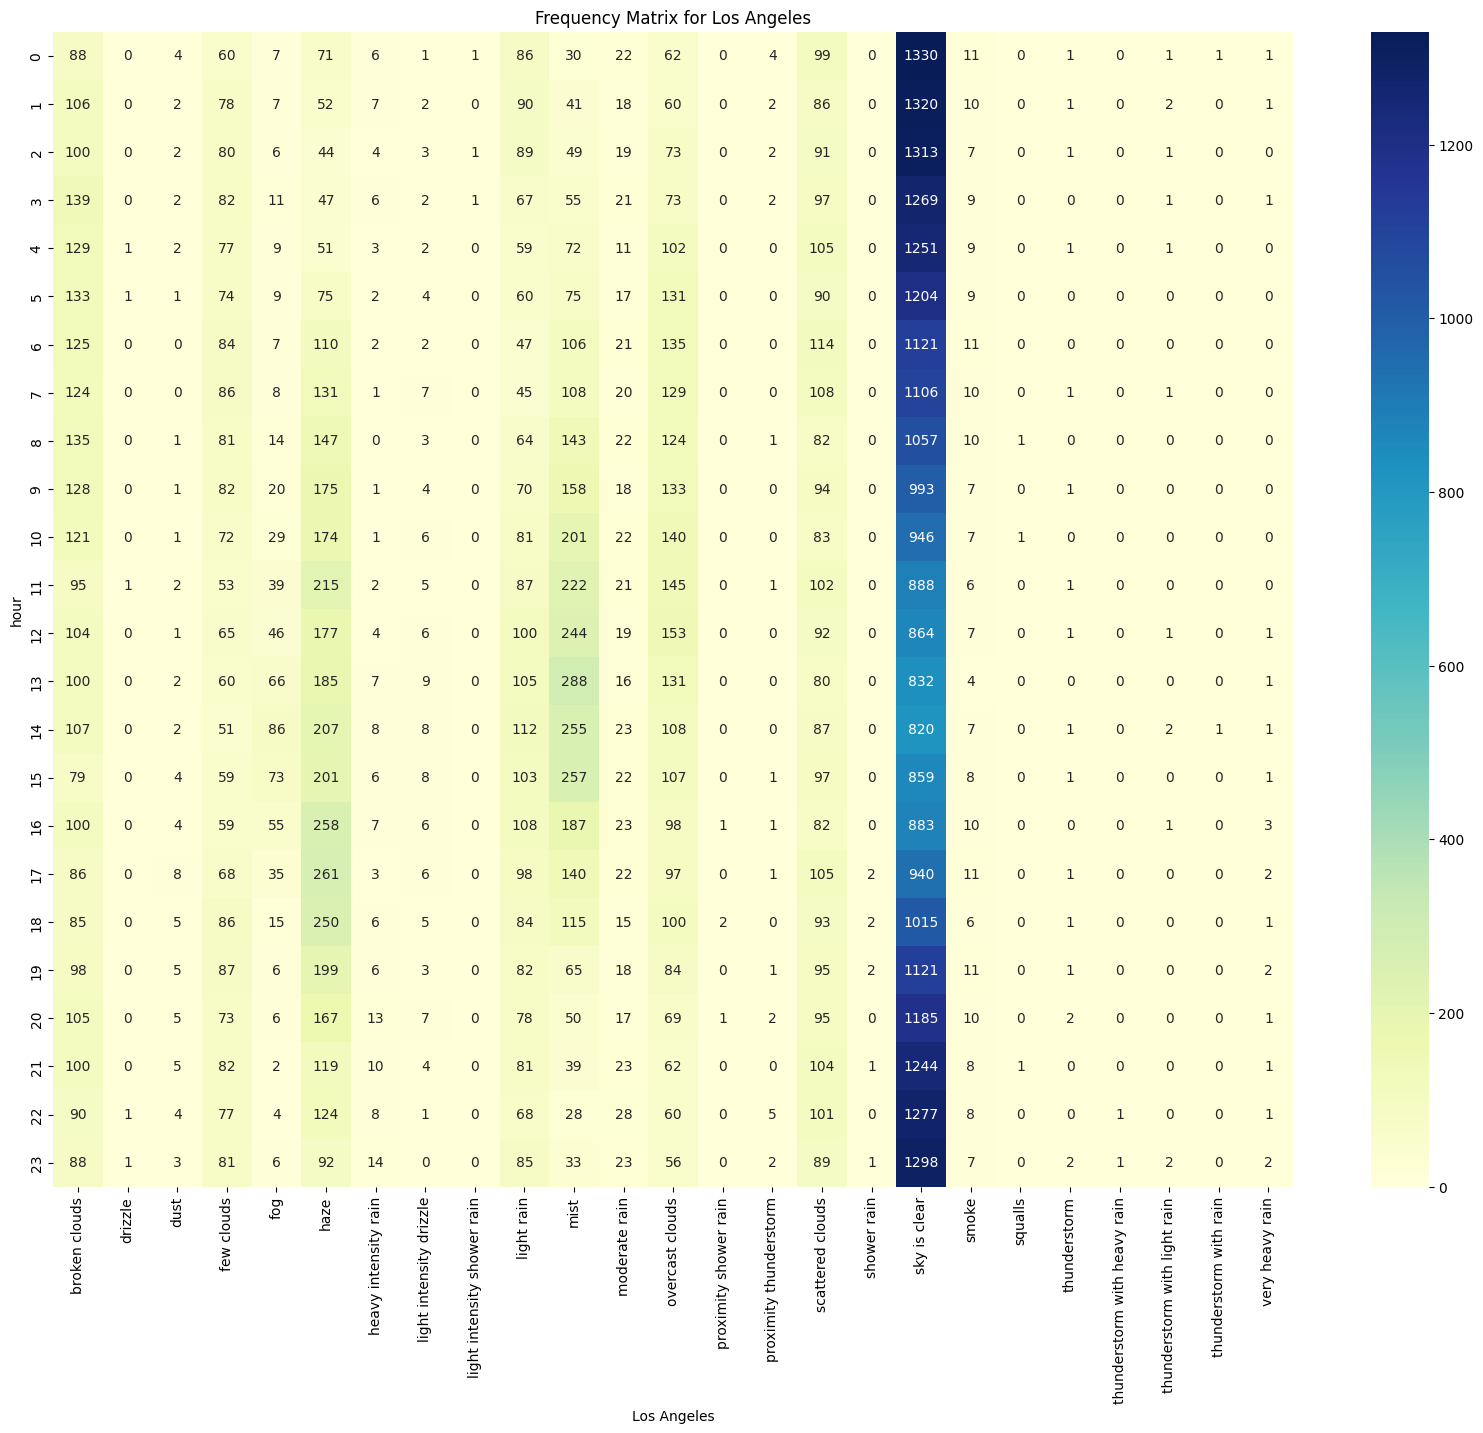 Frequency Matrix for Los Angeles
0 88 0 4 60 7 71 6 1 1 86 30 22 62 0 4 99 0 1330 11 0 1 0 1 1 1
1 106 0 2 78 7 52 7 2 0 90 41 18 60 0 2 86 0 1320 10 0 1 0 2 0 1
2 100 0 2 80 6 44 4 3 1 89 49 19 73 0 2 91 0 1313 7 0 1 0 1 0 0
3 139 0 2 82 11 47 6 2 1 67 55 21 73 0 2 97 0 1269 9 0 0 0 1 0 1
4 129 1 2 77 9 51 3 2 0 59 72 11 102 0 0 105 0 1251 9 0 1 0 1 0 0
5 133 1 1 74 9 75 2 4 0 60 75 17 131 0 0 90 0 1204 9 0 0 0 0 0 0
6 125 0 0 84 7 110 2 2 0 47 106 21 135 0 0 114 0 1121 11 0 0 0 0 0 0
7 124 0 0 86 8 131 1 7 0 45 108 20 129 0 0 108 0 1106 10 0 1 0 1 0 0
8 135 0 1 81 14 147 0 3 0 64 143 22 124 0 1 82 0 1057 10 1 0 0 0 0 0
9 128 0 1 82 20 175 1 4 0 70 158 18 133 0 0 94 0 993 7 0 1 0 0 0 0
10 121 0 1 72 29 174 1 6 0 81 201 22 140 0 0 83 0 946 7 1 0 0 0 0 0
11 95 1 2 53 39 215 2 5 0 87 222 21 145 0 1 102 0 888 6 0 1 0 0 0 0
12 104 0 1 65 46 177 4 6 0 100 244 19 153 0 0 92 0 864 7 0 1 0 1 0 1
13 100 0 2 60 66 185 7 9 0 105 288 16 131 0 0 80 0 832 4 0 0 0 0 0 1
14 107 0 2 51 86 207 8 8 0 112 255 23 108 0 0 87 0 820 7 0 1 0 2 1 1
15 79 0 4 59 73 201 6 8 0 103 257 22 107 0 1 97 0 859 8 0 1 0 0 0 1
16 100 0 4 59 55 258 7 6 0 108 187 23 98 1 1 82 0 883 10 0 0 0 1 0 3
17 86 0 8 68 35 261 3 6 0 98 140 22 97 0 1 105 2 940 11 0 1 0 0 0 2
18 85 0 5 86 15 250 6 5 0 84 115 15 100 2 0 93 2 1015 6 0 1 0 0 0 1
19 98 0 5 87 6 199 6 3 0 82 65 18 84 0 1 95 2 1121 11 0 1 0 0 0 2
20 105 0 5 73 6 167 13 7 0 78 50 17 69 1 2 95 0 1185 10 0 2 0 0 0 1
21 100 0 5 82 2 119 10 4 0 81 39 23 62 0 0 104 1 1244 8 1 0 0 0 0 1
22 90 1 4 77 4 124 8 1 0 68 28 28 60 0 5 101 0 1277 8 0 0 1 0 0 1
23 88 1 3 81 6 92 14 0 0 85 33 23 56 0 2 89 1 1298 7 0 2 1 2 0 2
hour
broken clouds
drizzle
dust
few clouds
fog
haze
heavy intensity rain
light intensity drizzle
light intensity shower rain
light rain
mist
moderate rain
overcast clouds
proximity shower rain
proximity thunderstorm
scattered clouds
shower rain
sky is clear
smoke
squalls
thunderstorm
thunderstorm with heavy rain
thunderstorm with light rain
thunderstorm with rain
very heavy rain
Los Angeles
1200
1000
800
600
400
200
0